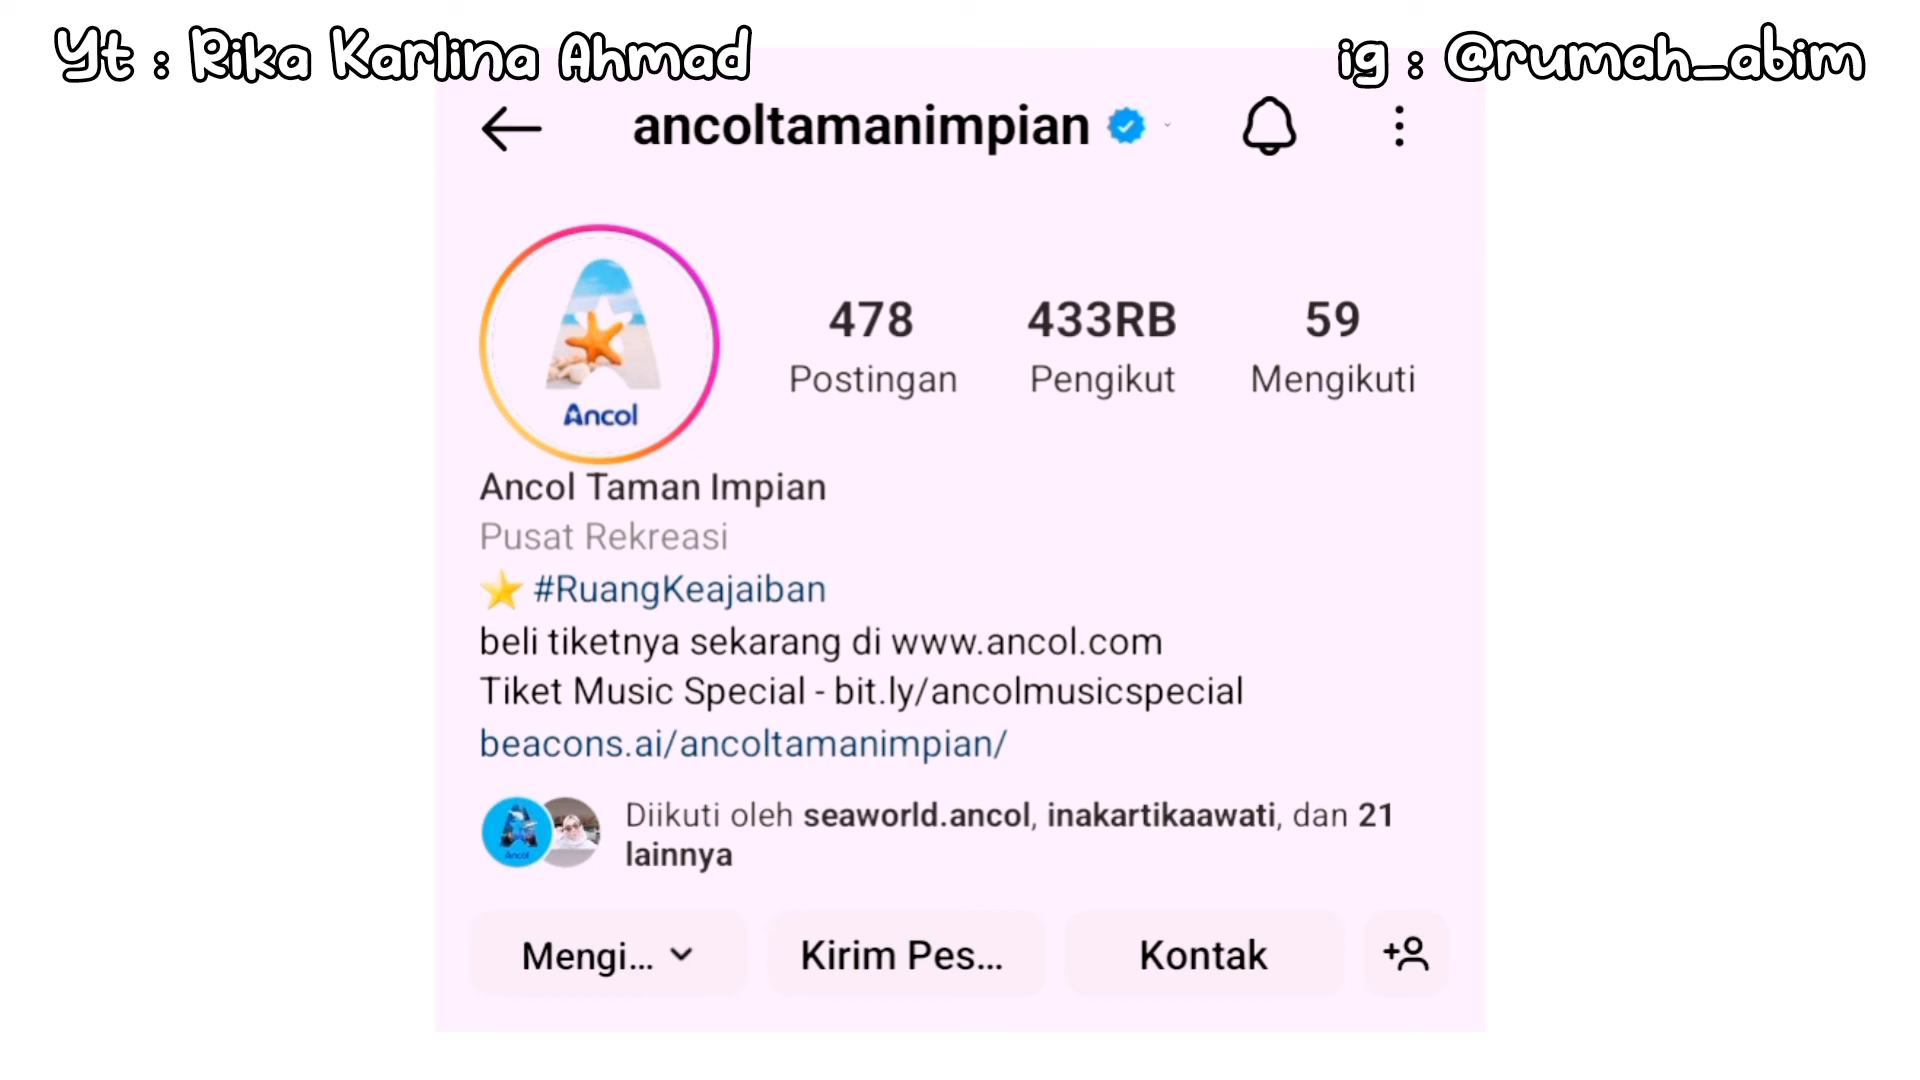 Yt : Rika Karlina Ahmad
ig : @rumah_abim
ancoltamanimpian
478
433RB
59
Postingan
Pengikut
Mengikuti
Ancol
Ancol Taman Impian
Pusat Rekreasi
#RuangKeajaiban
beli tiketnya sekarang di www.ancol.com
Tiket Music Special - bit.ly/ancolmusicspecial
beacons.ai/ancoltamanimpian/
Ancol
Diikuti oleh seaworld.ancol, inakartikaawati, dan 21
lainnya
Mengi...
Kirim Pes...
Kontak